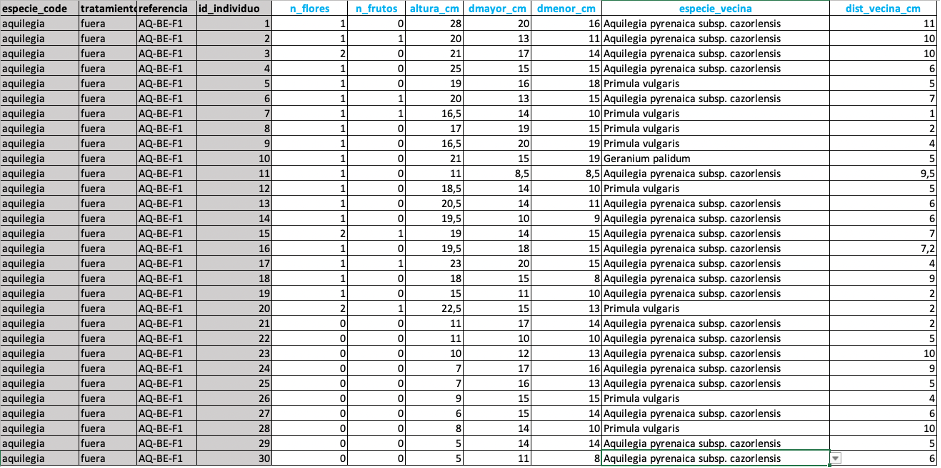 especie_code tratamiento referencia id_individuo n_flores n_frutos altura_cm dmayor_cm dmenor_cm especie_vecina dist_vecina_cm
aquilegia fuera AQ-BE-F1 1 1 0 28 20 16 Aquilegia pyrenaica subsp. cazorlensis 11
aquilegia fuera AQ-BE-F1 2 1 1 20 13 11 Aquilegia pyrenaica subsp. cazorlensis 10
aquilegia fuera AQ-BE-F1 3 2 0 21 17 14 Aquilegia pyrenaica subsp. cazorlensis 10
aquilegia fuera AQ-BE-F1 4 1 0 25 15 15 Aquilegia pyrenaica subsp. cazorlensis 6
aquilegia fuera AQ-BE-F1 5 1 0 19 16 18 Primula vulgaris 5
aquilegia fuera AQ-BE-F1 6 1 1 20 13 15 Aquilegia pyrenaica subsp. cazorlensis 7
aquilegia fuera AQ-BE-F1 7 1 1 16,5 14 10 Primula vulgaris 1
aquilegia fuera AQ-BE-F1 8 1 0 17 19 15 Primula vulgaris 2
aquilegia fuera AQ-BE-F1 9 1 0 16,5 20 19 Primula vulgaris 4
aquilegia fuera AQ-BE-F1 10 1 0 21 15 19 Geranium palidum 5
aquilegia fuera AQ-BE-F1 11 1 0 11 8,5 8,5 Aquilegia pyrenaica subsp. cazorlensis 9,5
aquilegia fuera AQ-BE-F1 12 1 0 18,5 14 10 Primula vulgaris 5
aquilegia fuera AQ-BE-F1 13 1 0 20,5 14 11 Aquilegia pyrenaica subsp. cazorlensis 6
aquilegia fuera AQ-BE-F1 14 1 0 19,5 10 9 Aquilegia pyrenaica subsp. cazorlensis 6
aquilegia fuera AQ-BE-F1 15 2 1 19 14 15 Aquilegia pyrenaica subsp. cazorlensis 7
aquilegia fuera AQ-BE-F1 16 1 0 19,5 18 15 Aquilegia pyrenaica subsp. cazorlensis 7,2
aquilegia fuera AQ-BE-F1 17 1 1 23 20 15 Aquilegia pyrenaica subsp. cazorlensis 4
aquilegia fuera AQ-BE-F1 18 1 0 18 15 8 Aquilegia pyrenaica subsp. cazorlensis 9
aquilegia fuera AQ-BE-F1 19 1 0 15 11 10 Aquilegia pyrenaica subsp. cazorlensis 2
aquilegia fuera AQ-BE-F1 20 2 1 22,5 15 13 Primula vulgaris 2
aquilegia fuera AQ-BE-F1 21 0 0 11 17 14 Aquilegia pyrenaica subsp. cazorlensis 2
aquilegia fuera AQ-BE-F1 22 0 0 11 10 10 Aquilegia pyrenaica subsp. cazorlensis 5
aquilegia fuera AQ-BE-F1 23 0 0 10 12 13 Aquilegia pyrenaica subsp. cazorlensis 10
aquilegia fuera AQ-BE-F1 24 0 0 7 17 16 Aquilegia pyrenaica subsp. cazorlensis 9
aquilegia fuera AQ-BE-F1 25 0 0 7 16 13 Aquilegia pyrenaica subsp. cazorlensis 5
aquilegia fuera AQ-BE-F1 26 0 0 9 15 15 Primula vulgaris 4
aquilegia fuera AQ-BE-F1 27 0 0 6 15 14 Aquilegia pyrenaica subsp. cazorlensis 6
aquilegia fuera AQ-BE-F1 28 0 0 8 14 10 Primula vulgaris 10
aquilegia fuera AQ-BE-F1 29 0 0 5 14 14 Aquilegia pyrenaica subsp. cazorlensis 5
aquilegia fuera AQ-BE-F1 30 0 0 5 11 8 Aquilegia pyrenaica subsp. cazorlensis 6